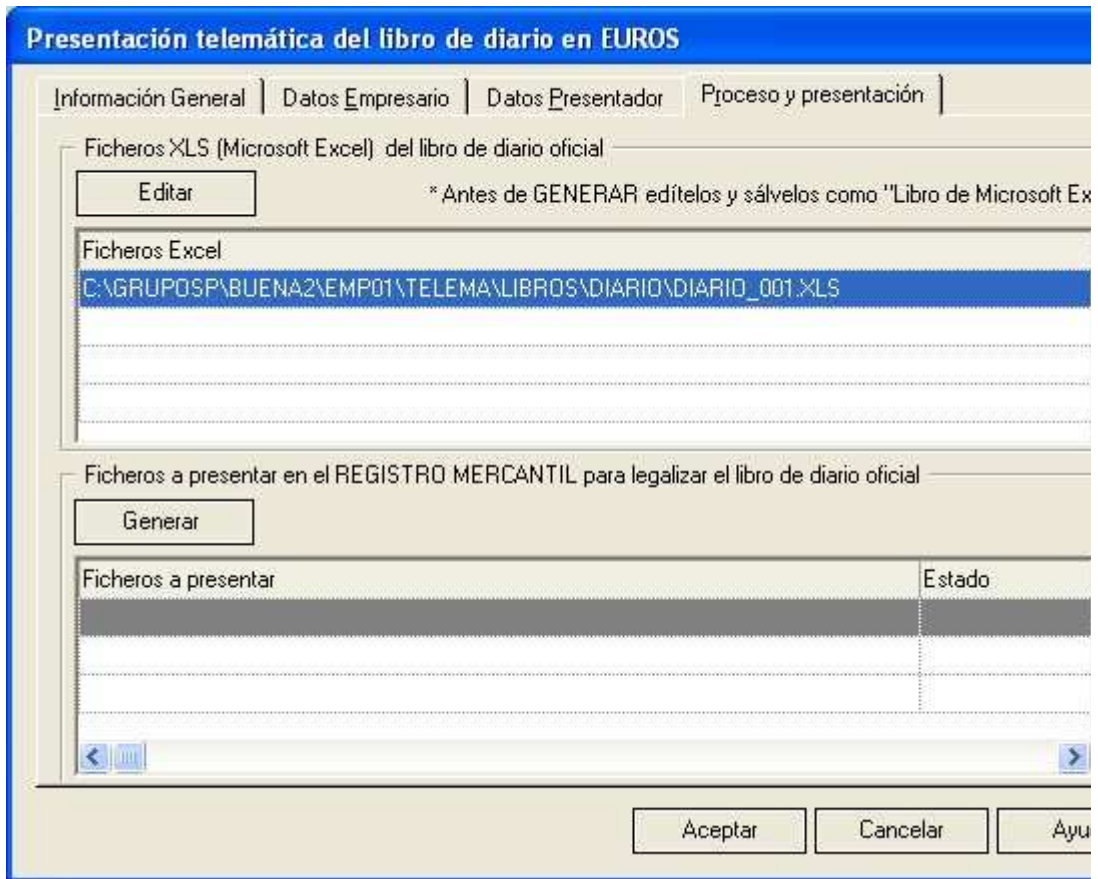 Presentación telemática del libro de diario en EUROS
Información General Datos Empresario Datos Presentador Proceso y presentación
Ficheros XLS (Microsoft Excel) del libro de diario oficial
Editar * Antes de GENERAR edítelos y sálvelos como "Libro de Microsoft Ex
Ficheros Excel
C:\GRUPOSP\BUENA2\EMP01\TELEMA\LIBROS\DIARIO\DIARIO_001.XLS
Ficheros a presentar en el REGISTRO MERCANTIL para legalizar el libro de diario oficial
Generar
Ficheros a presentar Estado
Aceptar Cancelar Ayu